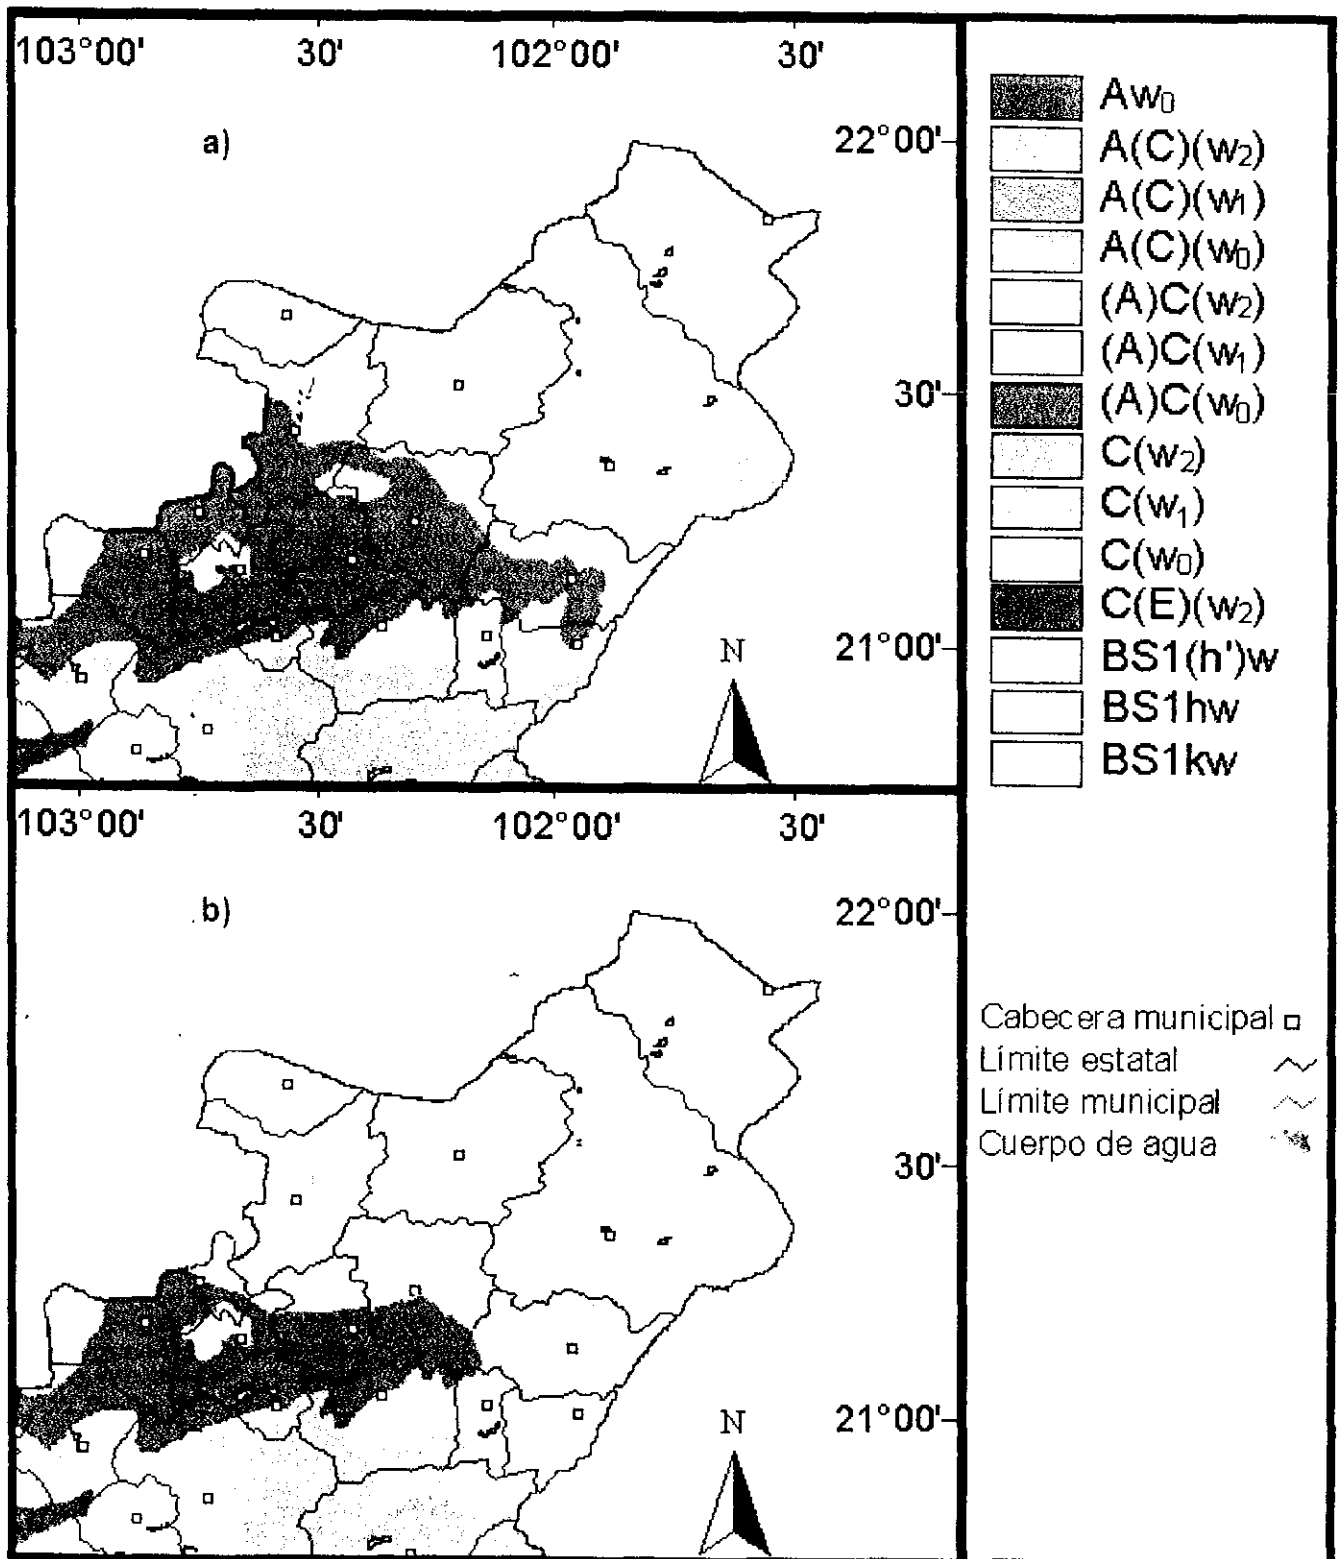 103°00' 30' 102°00' 30'
a)
22°00'
30'
N
21°00'
103°00' 30' 102°00' 30'
b)
22°00'
30'
N
21°00'
Aw₀
A(C)(w₂)
A(C)(w₁)
A(C)(w₀)
(A)C(w₂)
(A)C(w₁)
(A)C(w₀)
C(w₂)
C(w₁)
C(w₀)
C(E)(w₂)
BS1(h')w
BS1hw
BS1kw
Cabecera municipal
Límite estatal
Límite municipal
Cuerpo de agua